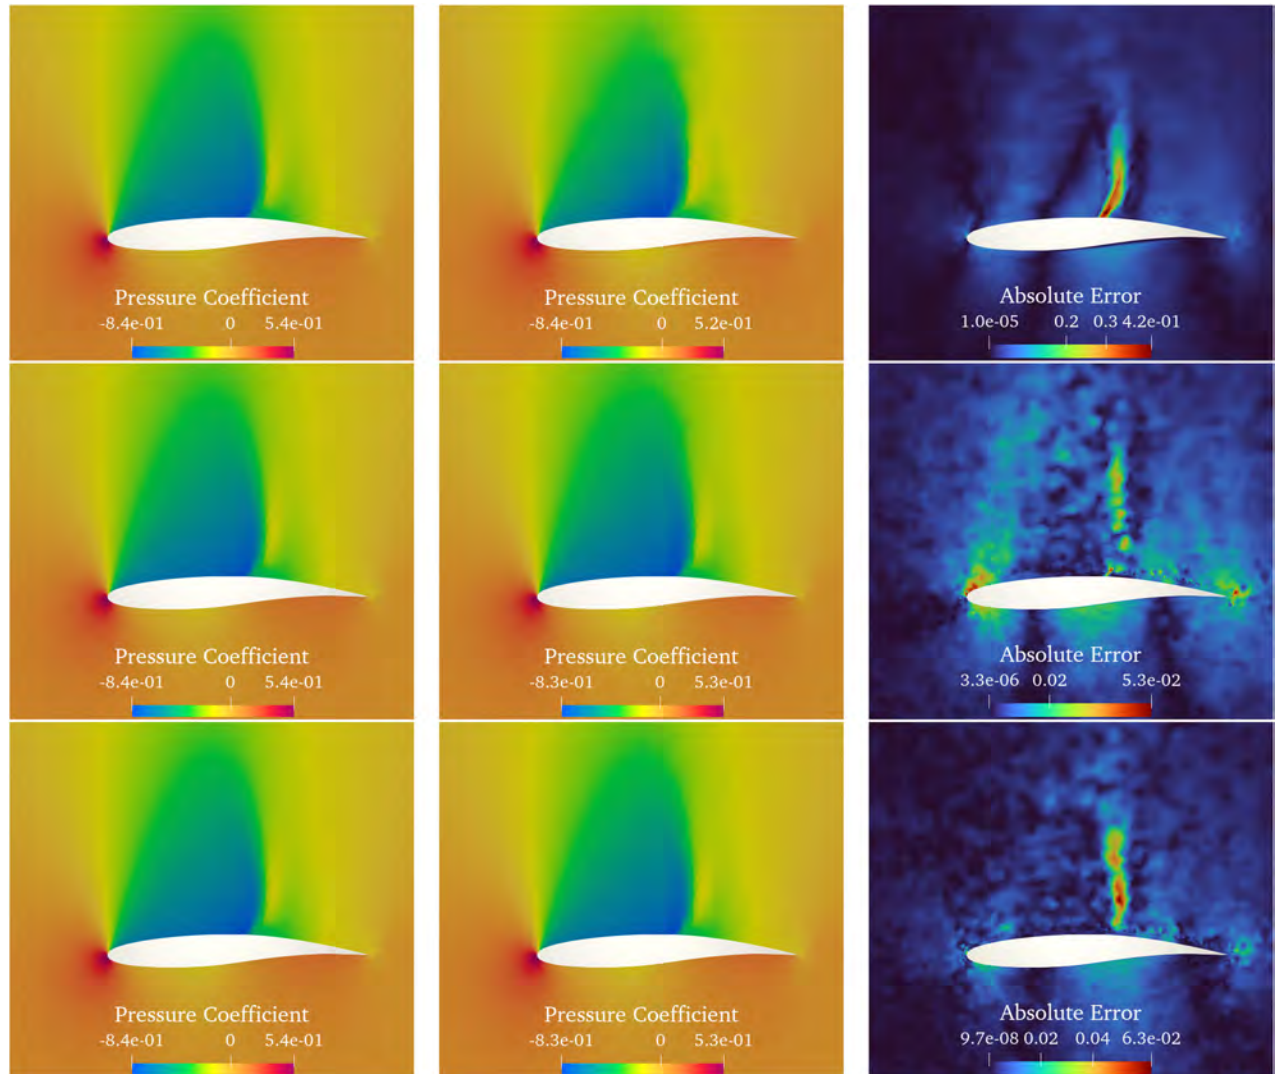 Pressure Coefficient
-8.4e-01 0 5.4e-01
Pressure Coefficient
-8.4e-01 0 5.2e-01
Absolute Error
1.0e-05 0.2 0.3 4.2e-01
Pressure Coefficient
-8.4e-01 0 5.4e-01
Pressure Coefficient
-8.3e-01 0 5.3e-01
Absolute Error
3.3e-06 0.02 5.3e-02
Pressure Coefficient
-8.4e-01 0 5.4e-01
Pressure Coefficient
-8.3e-01 0 5.3e-01
Absolute Error
9.7e-08 0.02 0.04 6.3e-02